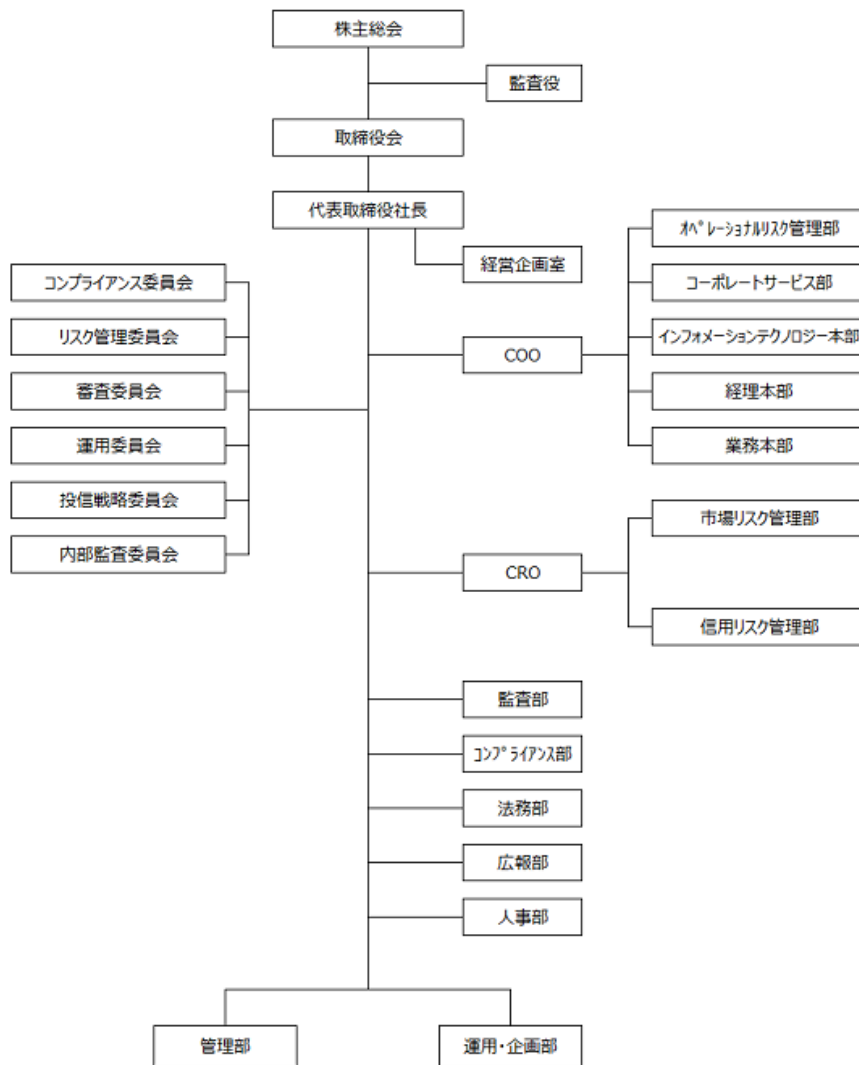 株主総会
監査役
取締役会
代表取締役社長
経営企画室
コンプライアンス委員会
リスク管理委員会
審査委員会
運用委員会
投信戦略委員会
内部監査委員会
COO
オペレーショナルリスク管理部
コーポレートサービス部
インフォメーションテクノロジー本部
経理本部
業務本部
CRO
市場リスク管理部
信用リスク管理部
監査部
コンプライアンス部
法務部
広報部
人事部
管理部
運用・企画部